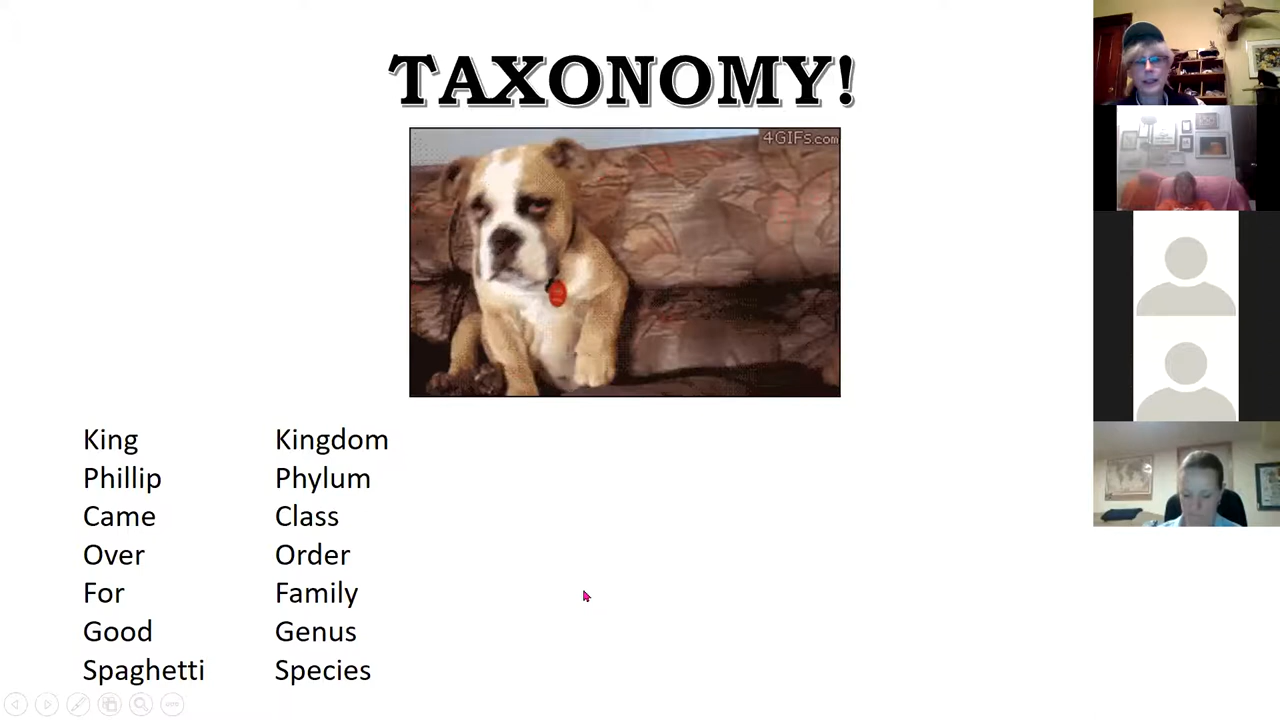 TAXONOMY!
4GIFs.com
King Kingdom
Phillip Phylum
Came Class
Over Order
For Family
Good Genus
Spaghetti Species